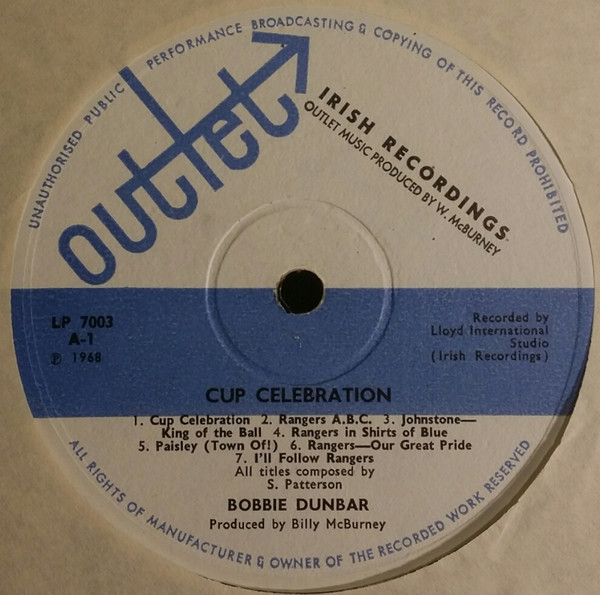 UNAUTHORISED PUBLIC PERFORMANCE BROADCASTING & COPYING OF THIS RECORD PROHIBITED
outlet
IRISH RECORDINGS
OUTLET MUSIC PRODUCED BY W. McBURNEY
LP 7003
A-1
℗ 1968
Recorded by
Lloyd International
Studio
(Irish Recordings)
CUP CELEBRATION
1. Cup Celebration 2. Rangers A.B.C. 3. Johnstone—
King of the Ball 4. Rangers in Shirts of Blue
5. Paisley (Town Of!) 6. Rangers—Our Great Pride
7. I'll Follow Rangers
All titles composed by
S. Patterson
BOBBIE DUNBAR
Produced by Billy McBurney
ALL RIGHTS OF MANUFACTURER & OWNER OF THE RECORDED WORK RESERVED